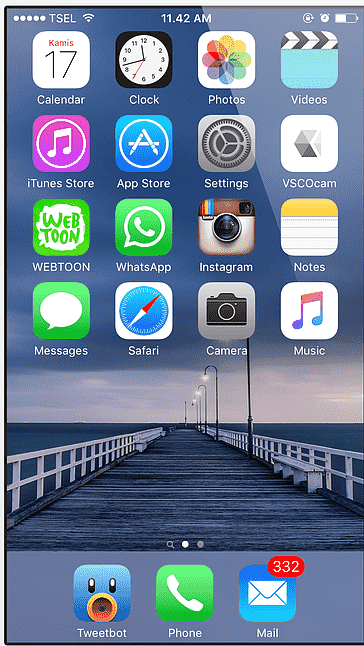 TSEL 11.42 AM
Kamis
17
Calendar Clock Photos Videos
iTunes Store App Store Settings VSCOcam
WEB
TOON
WEBTOON WhatsApp Instagram Notes
Messages Safari Camera Music
332
Tweetbot Phone Mail